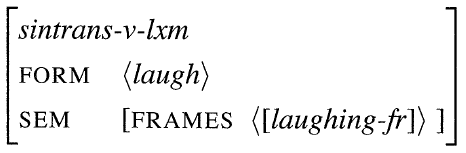 sintrans-v-lxm
FORM ⟨laugh⟩
SEM [FRAMES ⟨[laughing-fr]⟩ ]